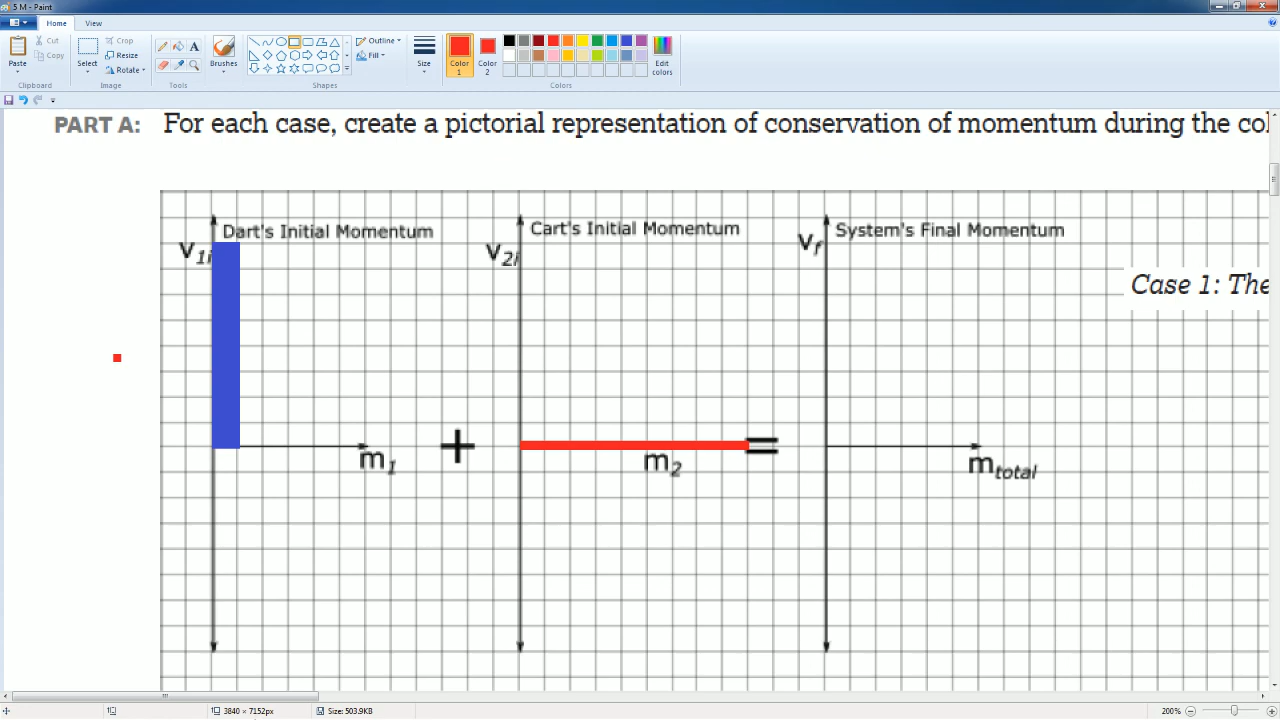 5 M - Paint
Home View
Paste
Cut
Copy
Clipboard
Select
Crop
Resize
Rotate
Image
A
Tools
Brushes
Outline
Fill
Shapes
Size
Color 1
Color 2
Edit colors
Colors
PART A: For each case, create a pictorial representation of conservation of momentum during the col
Dart's Initial Momentum
Cart's Initial Momentum
System's Final Momentum
v1i
v2i
vf
Case 1: The
m1
+
m2
=
mtotal
3840 × 7152px
Size: 503.9KB
200%